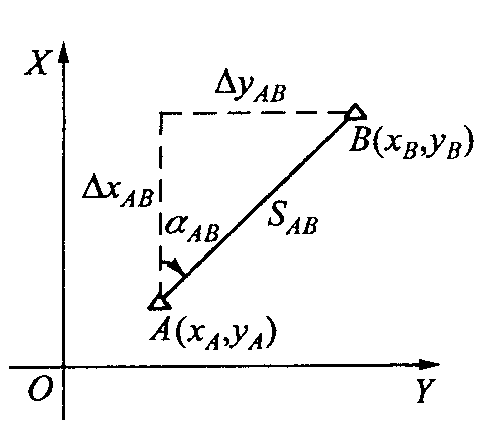 X
Δy_AB
B(x_B,y_B)
Δx_AB
α_AB
S_AB
A(x_A,y_A)
O
Y